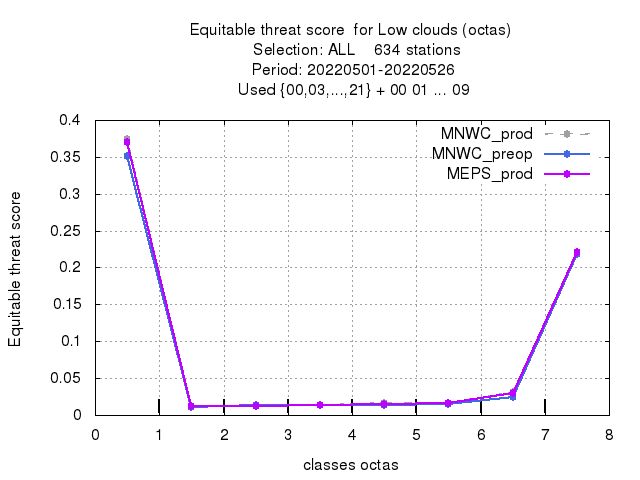 Equitable threat score  for Low clouds (octas)
Selection: ALL    634 stations
Period: 20220501-20220526
Used {00,03,...,21} + 00 01 ... 09
MNWC_prod
MNWC_preop
MEPS_prod
Equitable threat score
0.4
0.35
0.3
0.25
0.2
0.15
0.1
0.05
0
0 1 2 3 4 5 6 7 8
classes octas